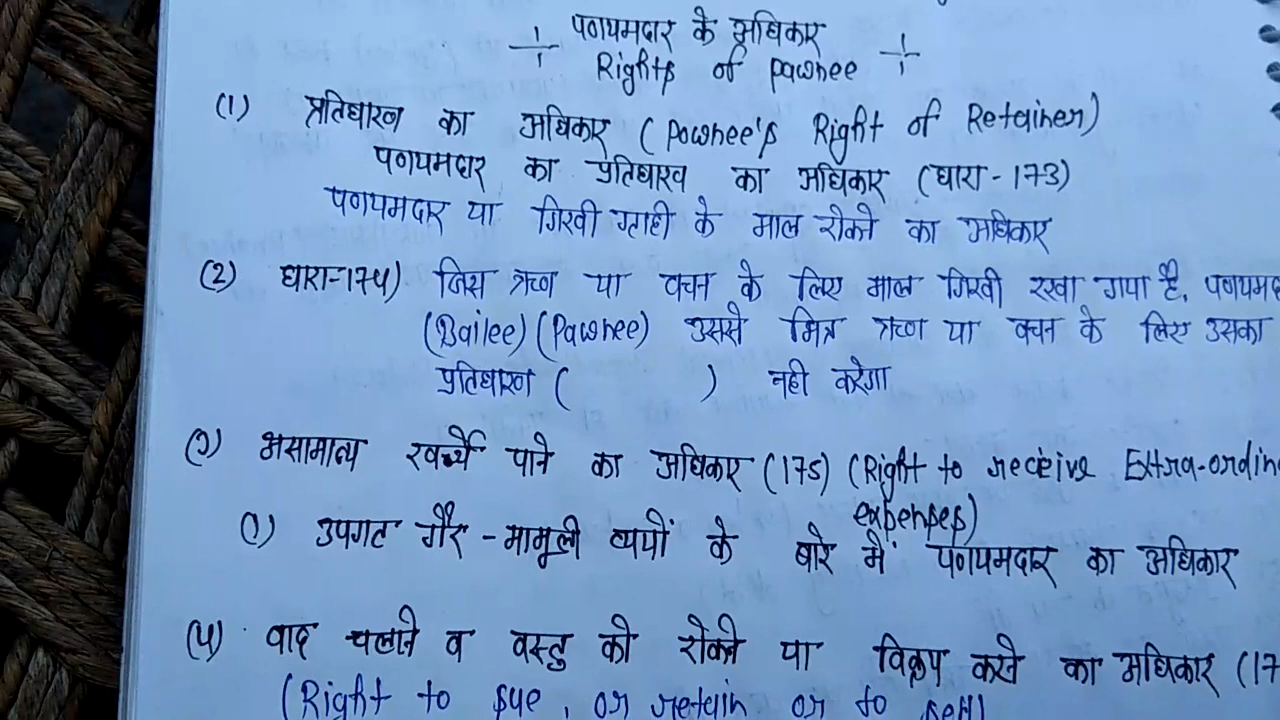 पणयमदार के अधिकार
Rights of pawnee
(1) प्रतिधारण का अधिकार (pawnee's Right of Retainer)
पणयमदार का प्रतिधारण का अधिकार (धारा-173)
पणयमदार या गिरवी ग्राही के माल रोकने का अधिकार
(2) धारा-174) जिस ऋण या वचन के लिए माल गिरवी रखा गया है, पणयमद
(Bailee) (Pawnee) उससे भिन्न ऋण या वचन के लिए उसका
प्रतिधारण ( ) नही करेगा
(3) असामान्य खर्चे पाने का अधिकार (175) (Right to receive Extra-ordin
expenses)
(1) उपगत गैर-मामूली व्ययों के बारे में पणयमदार का अधिकार
(4) वाद चलाने व वस्तु को रोकने या विक्रय करने का अधिकार (17
(Right to sue, or retain or to sell)